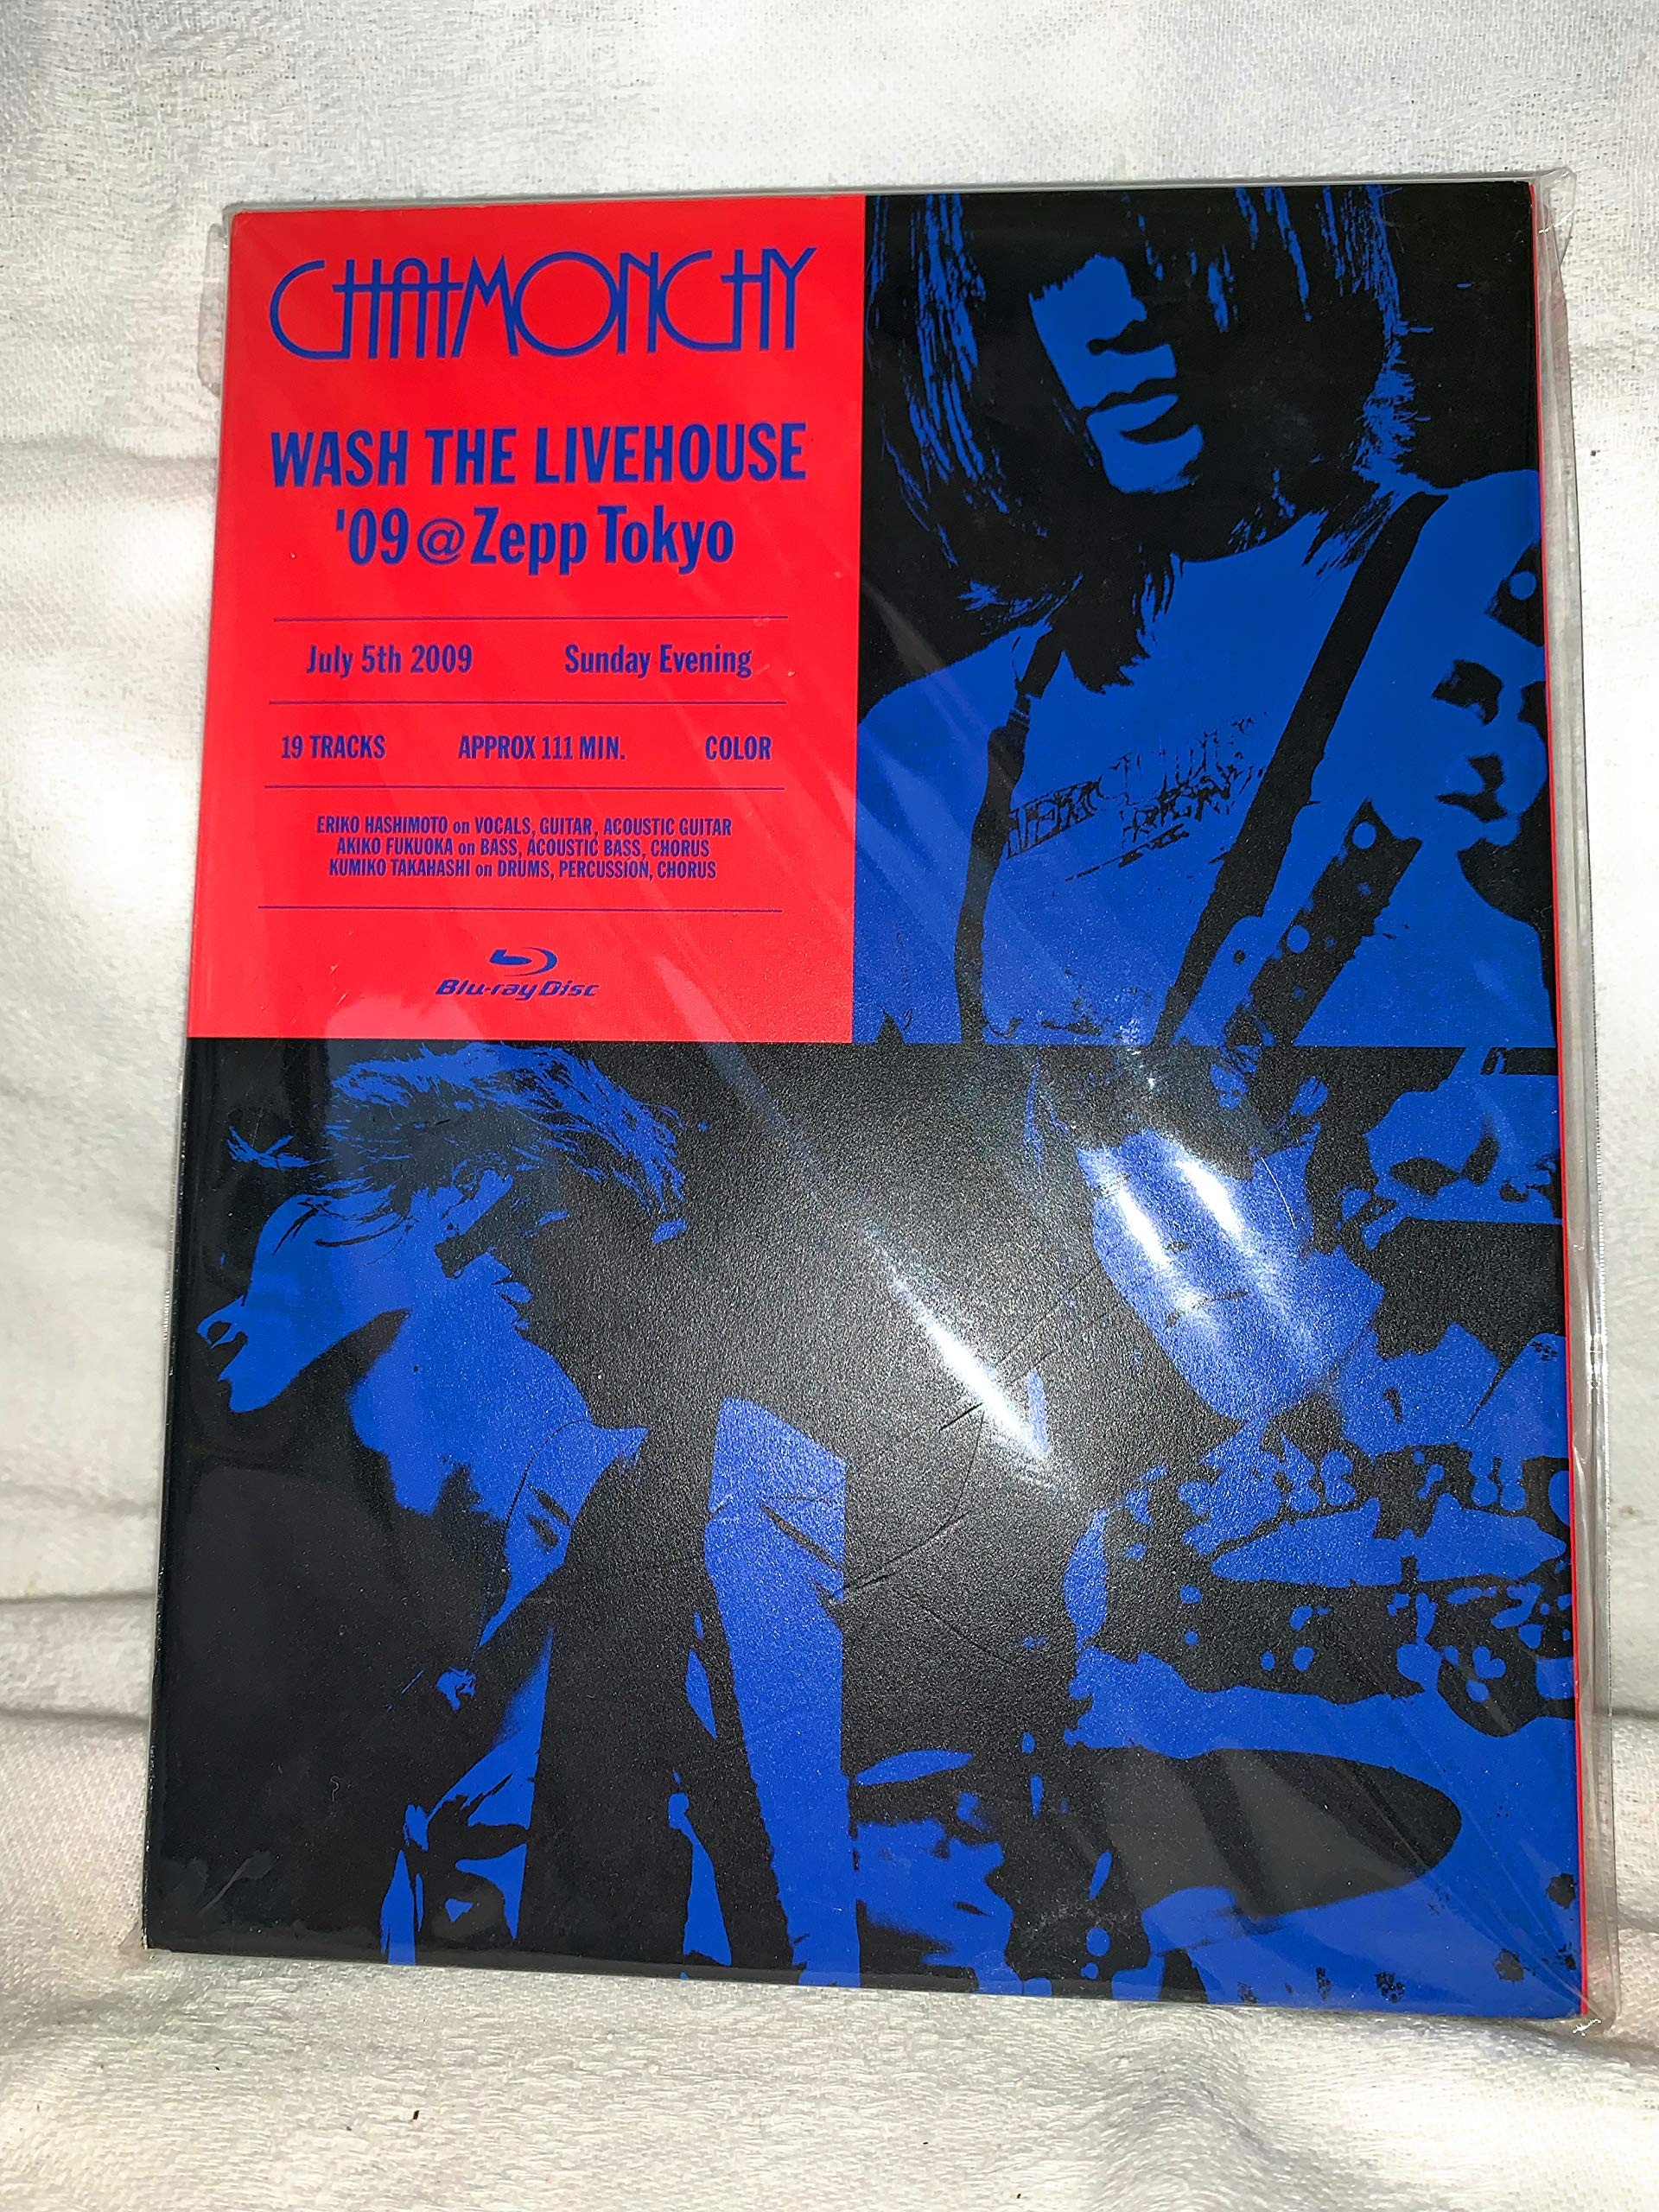 CHATMONCHY
WASH THE LIVEHOUSE
'09@Zepp Tokyo
July 5th 2009 Sunday Evening
19 TRACKS APPROX 111 MIN. COLOR
ERIKO HASHIMOTO on VOCALS, GUITAR, ACOUSTIC GUITAR
AKIKO FUKUOKA on BASS, ACOUSTIC BASS, CHORUS
KUMIKO TAKAHASHI on DRUMS, PERCUSSION, CHORUS
Blu-ray Disc